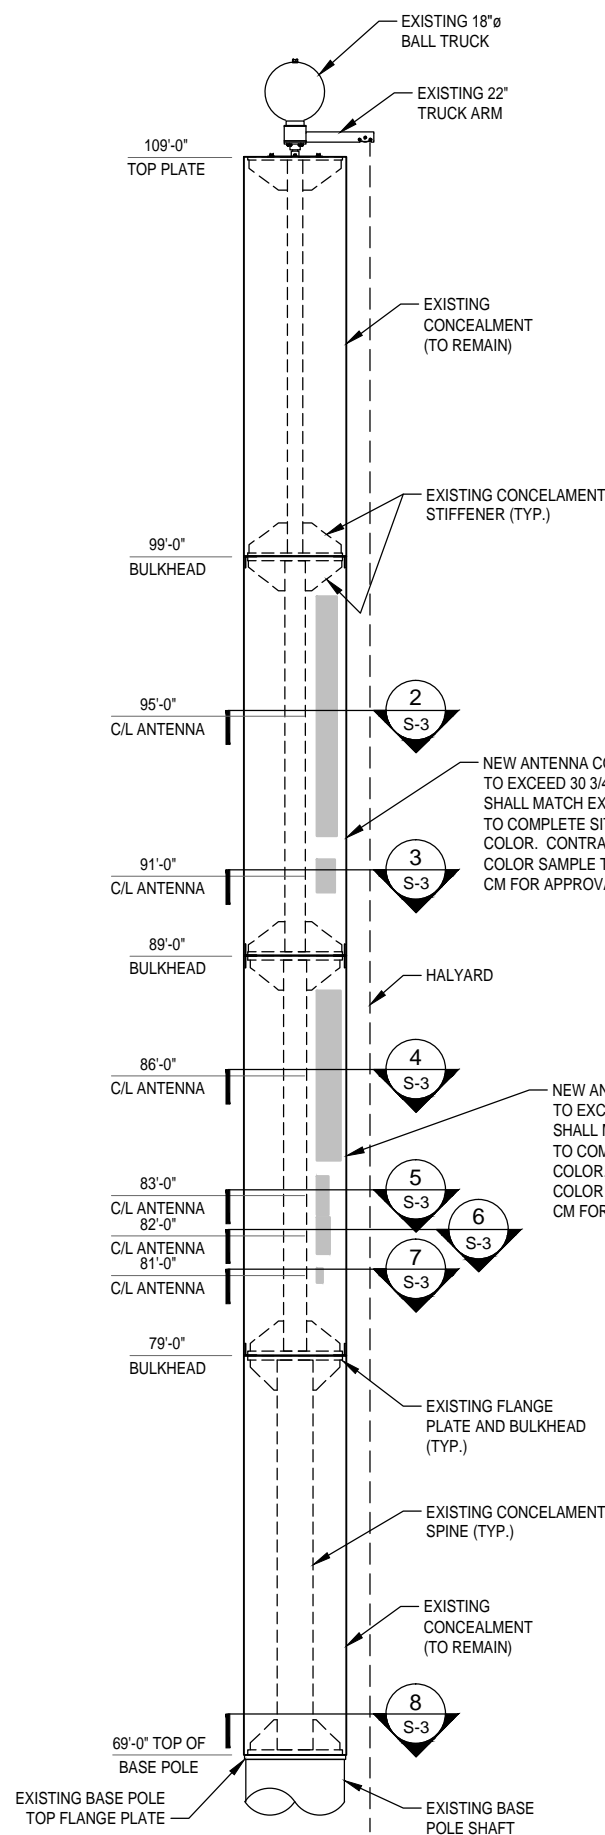 EXISTING 18"ø
BALL TRUCK
EXISTING 22"
TRUCK ARM
109'-0"
TOP PLATE
EXISTING
CONCEALMENT
(TO REMAIN)
EXISTING CONCELAMENT
STIFFENER (TYP.)
99'-0"
BULKHEAD
95'-0"
C/L ANTENNA
2
S-3
NEW ANTENNA CO
TO EXCEED 30 3/4
SHALL MATCH EX
TO COMPLETE SIT
COLOR. CONTRA
COLOR SAMPLE T
CM FOR APPROVA
91'-0"
C/L ANTENNA
3
S-3
89'-0"
BULKHEAD
HALYARD
86'-0"
C/L ANTENNA
4
S-3
NEW AN
TO EXC
SHALL M
TO COM
COLOR.
COLOR
CM FOR
83'-0"
C/L ANTENNA
5
S-3
82'-0"
C/L ANTENNA
6
S-3
81'-0"
C/L ANTENNA
7
S-3
79'-0"
BULKHEAD
EXISTING FLANGE
PLATE AND BULKHEAD
(TYP.)
EXISTING CONCELAMENT
SPINE (TYP.)
EXISTING
CONCEALMENT
(TO REMAIN)
8
S-3
69'-0" TOP OF
BASE POLE
EXISTING BASE POLE
TOP FLANGE PLATE
EXISTING BASE
POLE SHAFT